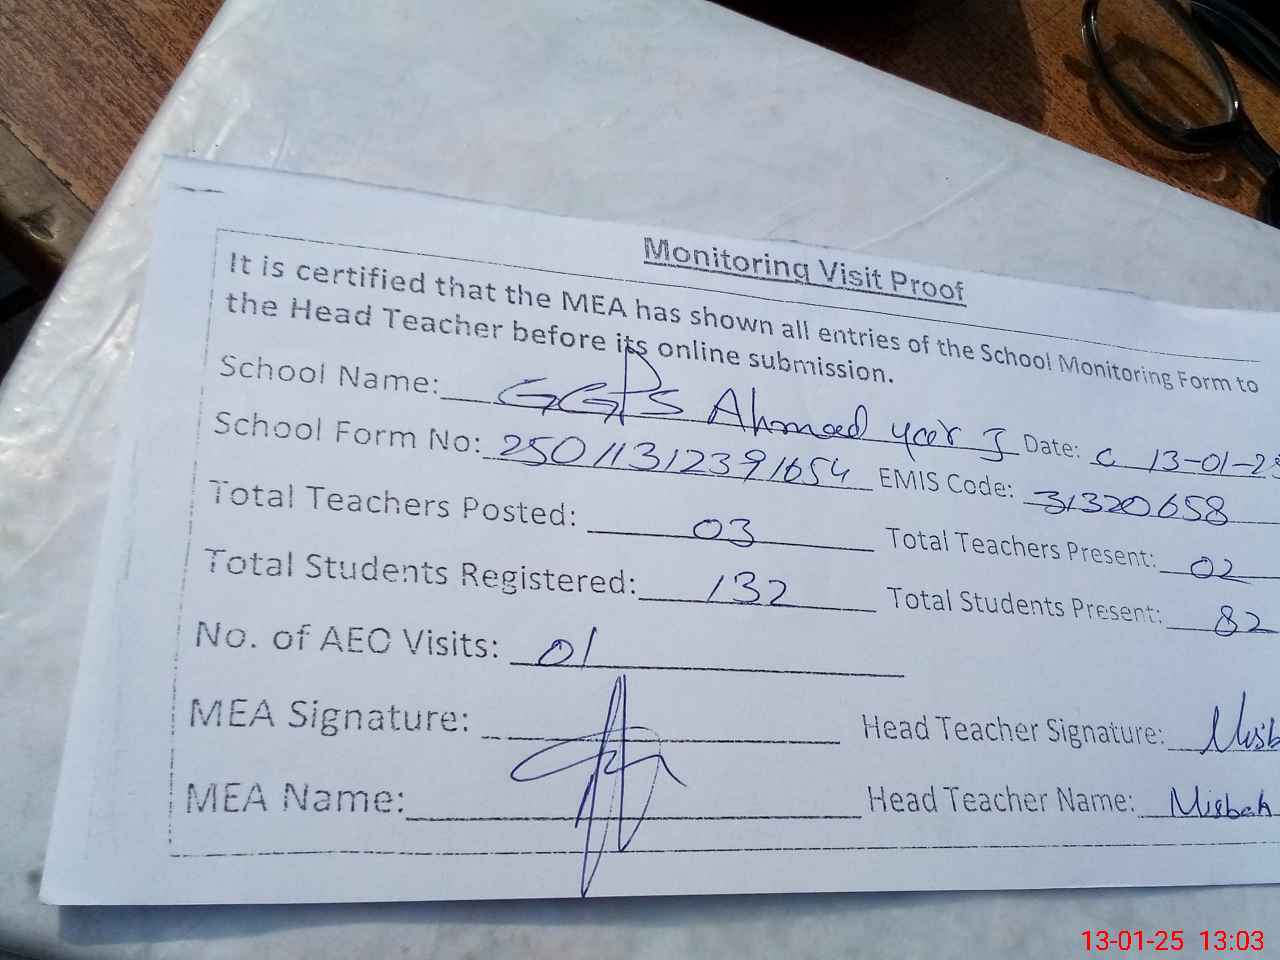 Monitoring Visit Proof
It is certified that the MEA has shown all entries of the School Monitoring Form to
the Head Teacher before its online submission.
School Name: GGPS Ahmad yar I Date: 13-01-25
School Form No: 25011312391654 EMIS Code: 31320658
Total Teachers Posted: 03 Total Teachers Present: 02
Total Students Registered: 132 Total Students Present: 82
No. of AEO Visits: 01
MEA Signature: Head Teacher Signature: Misb
MEA Name: Head Teacher Name: Misbah
13-01-25 13:03